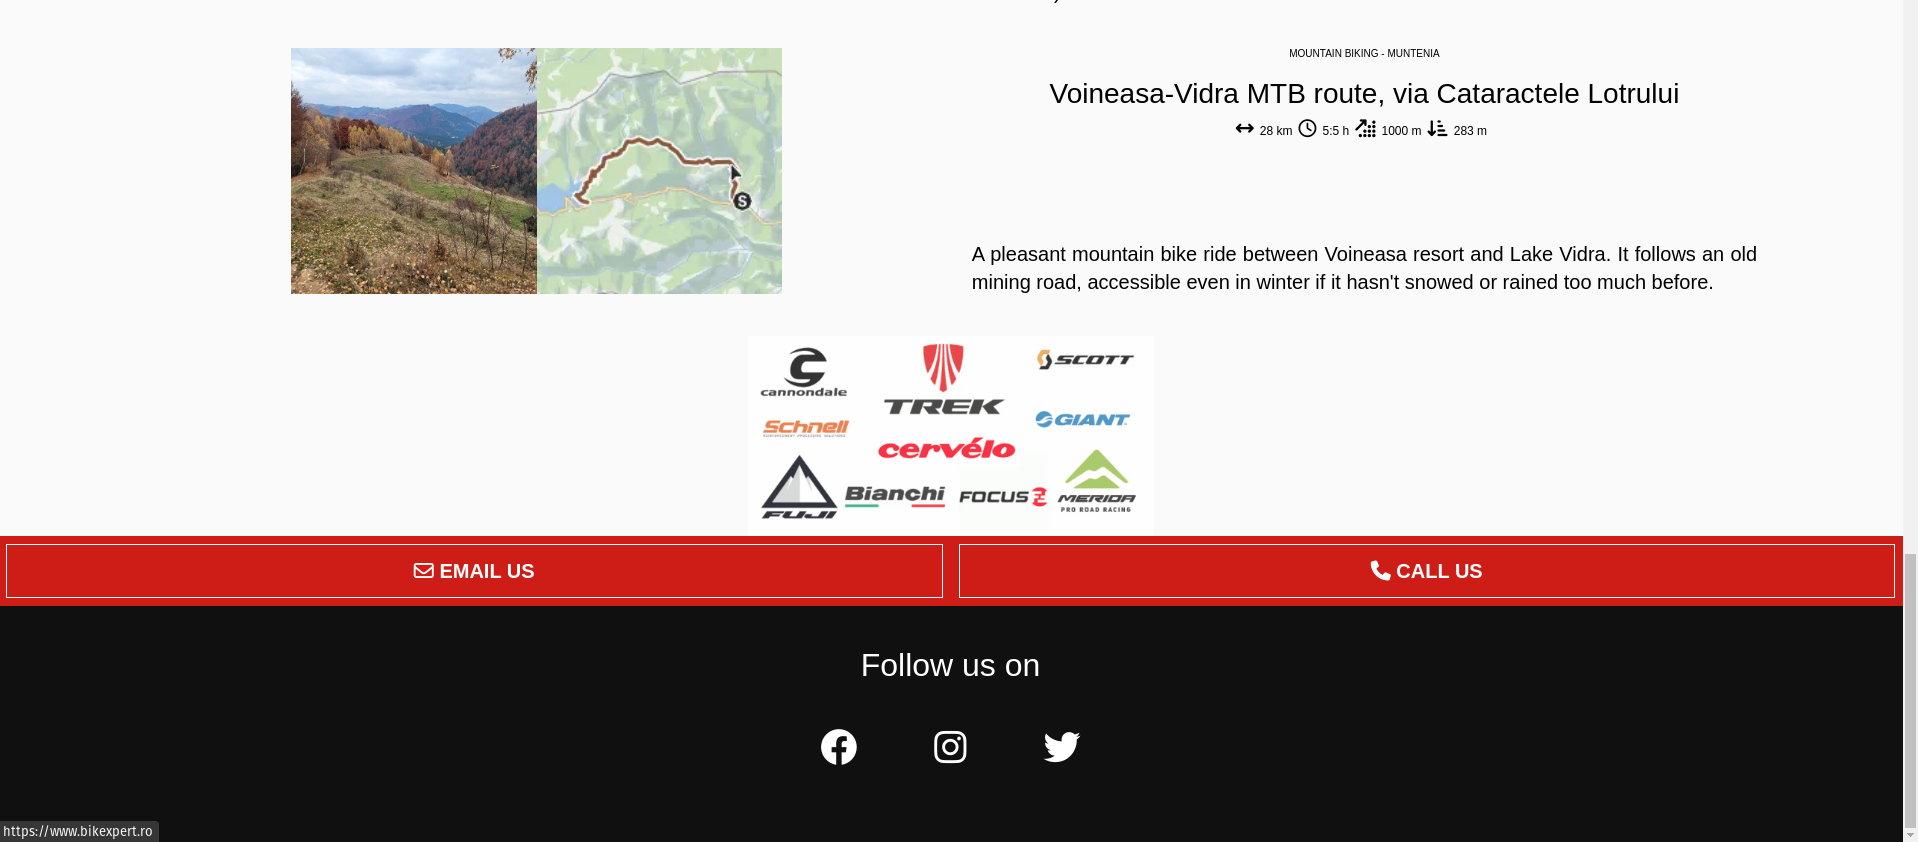 MOUNTAIN BIKING - MUNTENIA
Voineasa-Vidra MTB route, via Cataractele Lotrului
28 km 5:5 h 1000 m 283 m
A pleasant mountain bike ride between Voineasa resort and Lake Vidra. It follows an old
mining road, accessible even in winter if it hasn't snowed or rained too much before.
S
cannondale
TREK
SCOTT
Schnell
GIANT
cervélo
FUJI
Bianchi
FOCUS
MERIDA
PRO ROAD RACING
EMAIL US
CALL US
Follow us on
https://www.bikexpert.ro